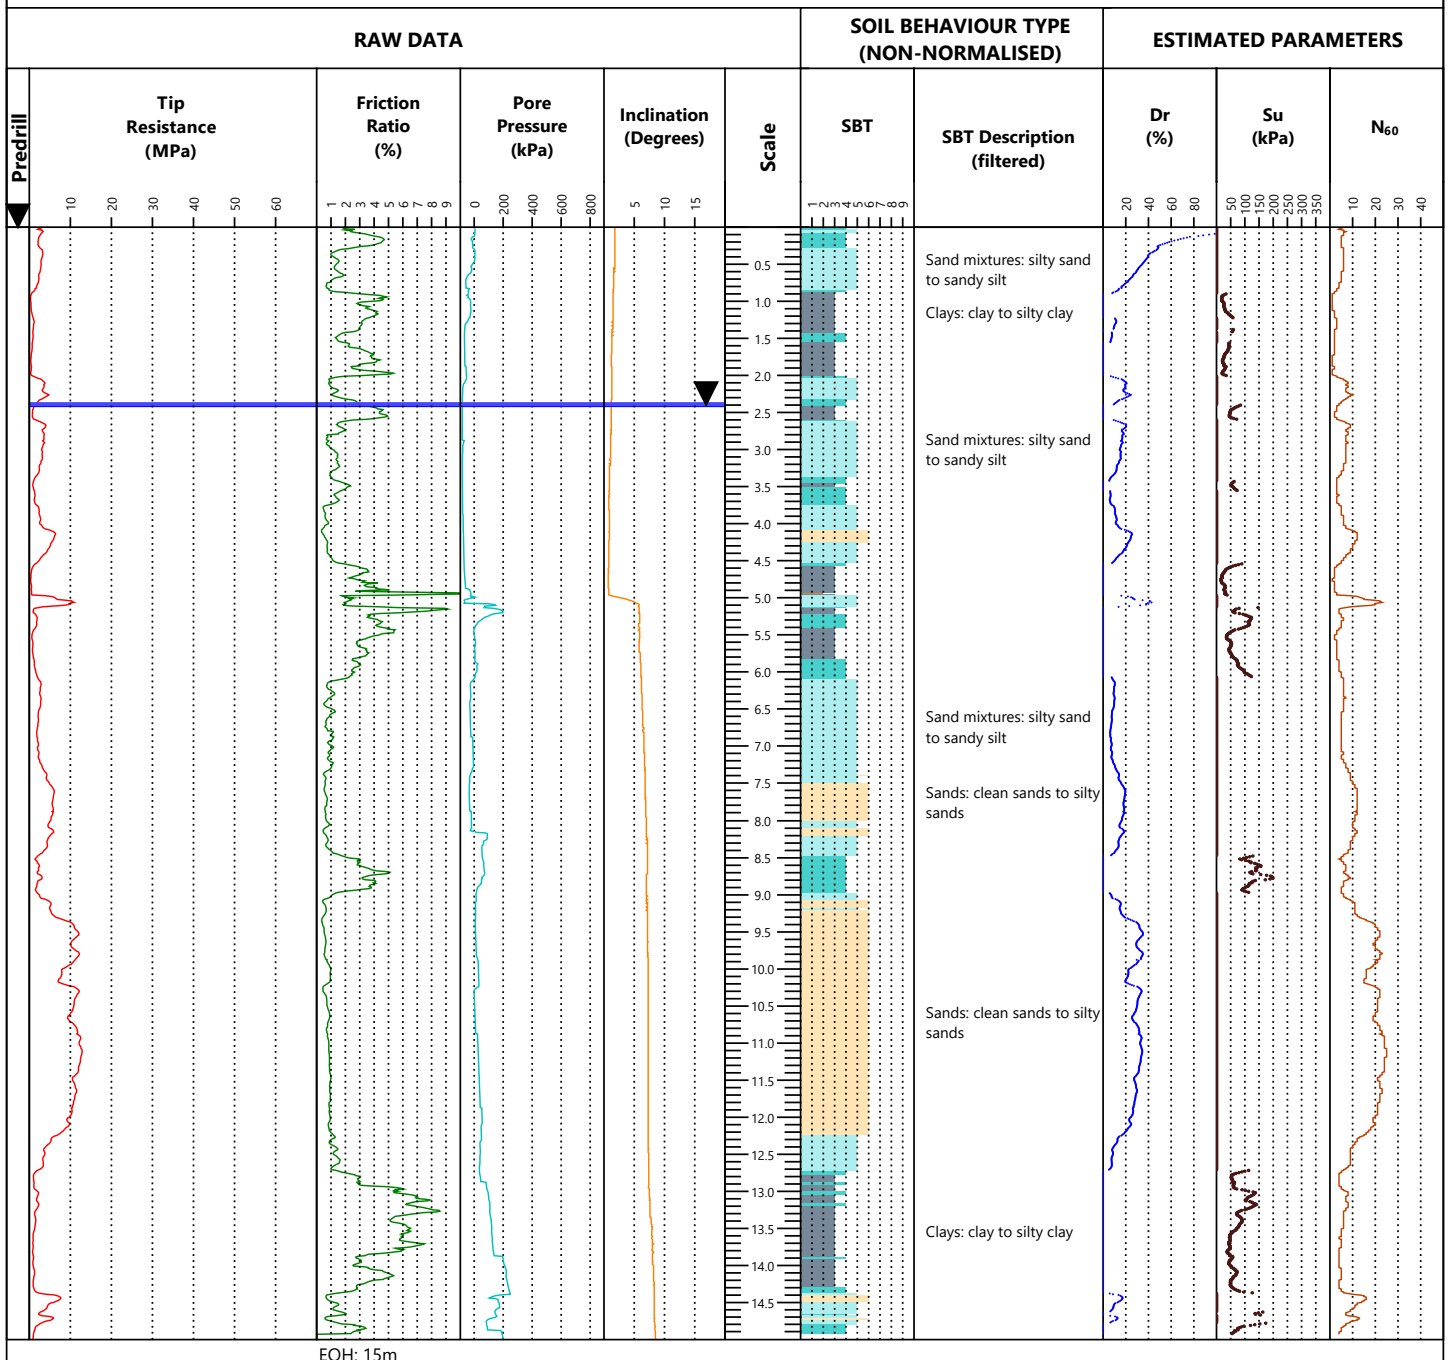 RAW DATA
SOIL BEHAVIOUR TYPE
(NON-NORMALISED)
ESTIMATED PARAMETERS
Predrill
Tip
Resistance
(MPa)
Friction
Ratio
(%)
Pore
Pressure
(kPa)
Inclination
(Degrees)
Scale
SBT
SBT Description
(filtered)
Dr
(%)
Su
(kPa)
N₆₀
10 20 30 40 50 60
1 2 3 4 5 6 7 8 9
0 200 400 600 800
5 10 15
1 2 3 4 5 6 7 8 9
20 40 60 80
50 100 150 200 250 300 350
10 20 30 40
0.5
1.0
1.5
2.0
2.5
3.0
3.5
4.0
4.5
5.0
5.5
6.0
6.5
7.0
7.5
8.0
8.5
9.0
9.5
10.0
10.5
11.0
11.5
12.0
12.5
13.0
13.5
14.0
14.5
Sand mixtures: silty sand
to sandy silt
Clays: clay to silty clay
Sand mixtures: silty sand
to sandy silt
Sand mixtures: silty sand
to sandy silt
Sands: clean sands to silty
sands
Sands: clean sands to silty
sands
Clays: clay to silty clay
EOH: 15m